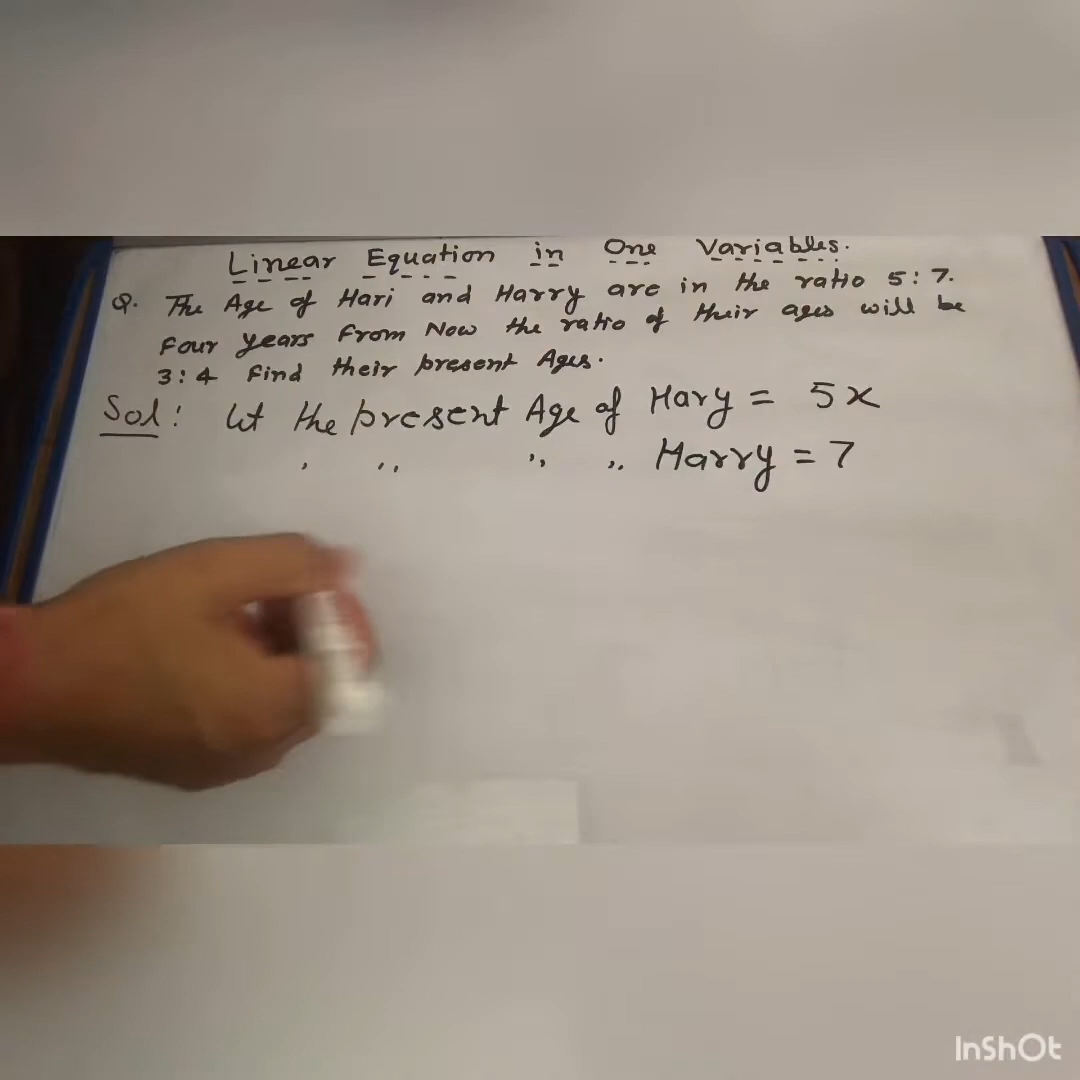 Linear Equation in One Variables.
Q. The Age of Hari and Harry are in the ratio 5:7.
Four years From Now the ratio of their ages will be
3:4 Find their present Ages.
Sol: let the present Age of Hary = 5x
, ,, ,, ,, Harry = 7
InShOt